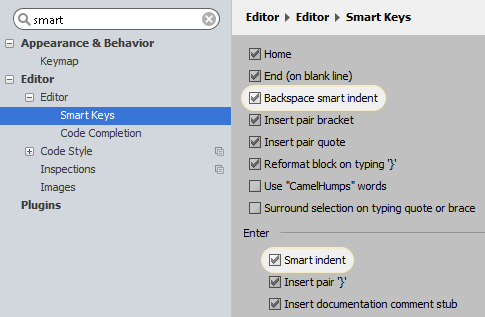 smart
Appearance & Behavior
Keymap
Editor
Editor
Smart Keys
Code Completion
Code Style
Inspections
Images
Plugins
Editor Editor Smart Keys
Home
End (on blank line)
Backspace smart indent
Insert pair bracket
Insert pair quote
Reformat block on typing '}'
Use "CamelHumps" words
Surround selection on typing quote or brace
Enter
Smart indent
Insert pair '}'
Insert documentation comment stub